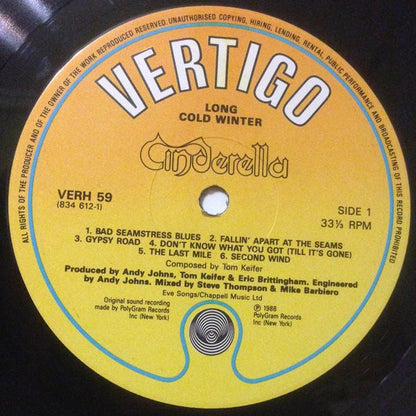 ALL RIGHTS OF THE PRODUCER AND OF THE OWNER OF THE WORK REPRODUCED RESERVED. UNAUTHORISED COPYING, HIRING, LENDING, RENTAL, PUBLIC PERFORMANCE AND BROADCASTING OF THIS RECORD PROHIBITED
VERTIGO
LONG
COLD WINTER
Cinderella
VERH 59
(834 612-1)
SIDE 1
33⅓ RPM
1. BAD SEAMSTRESS BLUES 2. FALLIN' APART AT THE SEAMS
3. GYPSY ROAD 4. DON'T KNOW WHAT YOU GOT (TILL IT'S GONE)
5. THE LAST MILE 6. SECOND WIND
Composed by Tom Keifer
Produced by Andy Johns, Tom Keifer & Eric Brittingham. Engineered
by Andy Johns. Mixed by Steve Thompson & Mike Barbiero
Eve Songs/Chappell Music Ltd
Original sound recording
made by PolyGram Records
Inc (New York)
℗ 1988
PolyGram Records
Inc (New York)